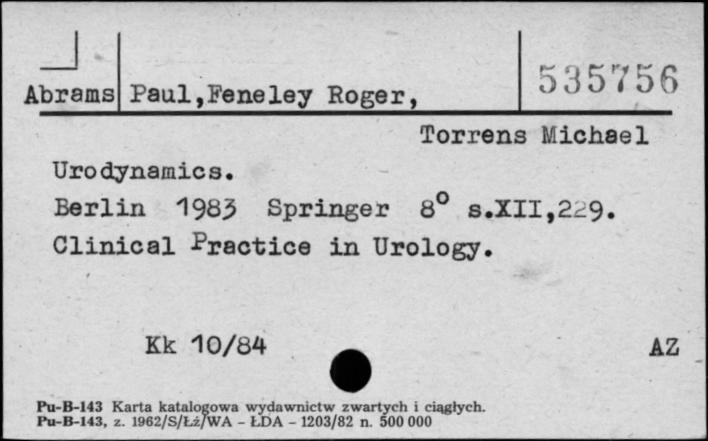 535756
Abrams Paul, Feneley Roger,
Torrens Michael
Urodynamics.
Berlin 1983 Springer 8° s.XII,229.
Clinical Practice in Urology.
Kk 10/84 AZ
Pu-B-143 Karta katalogowa wydawnictw zwartych i ciągłych.
Pu-B-143, z. 1962/S/Łż/WA - ŁDA - 1203/82 n. 500 000